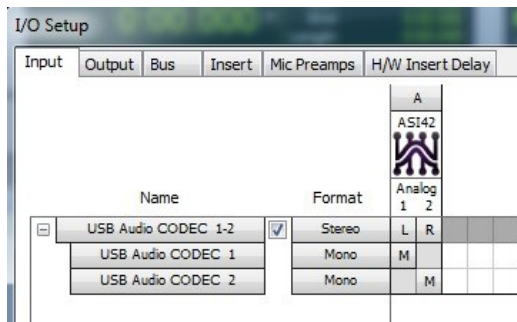 I/O Setup
Input Output Bus Insert Mic Preamps H/W Insert Delay
A
ASI42
Name Format Analog
1 2
USB Audio CODEC 1-2 Stereo L R
USB Audio CODEC 1 Mono M
USB Audio CODEC 2 Mono M